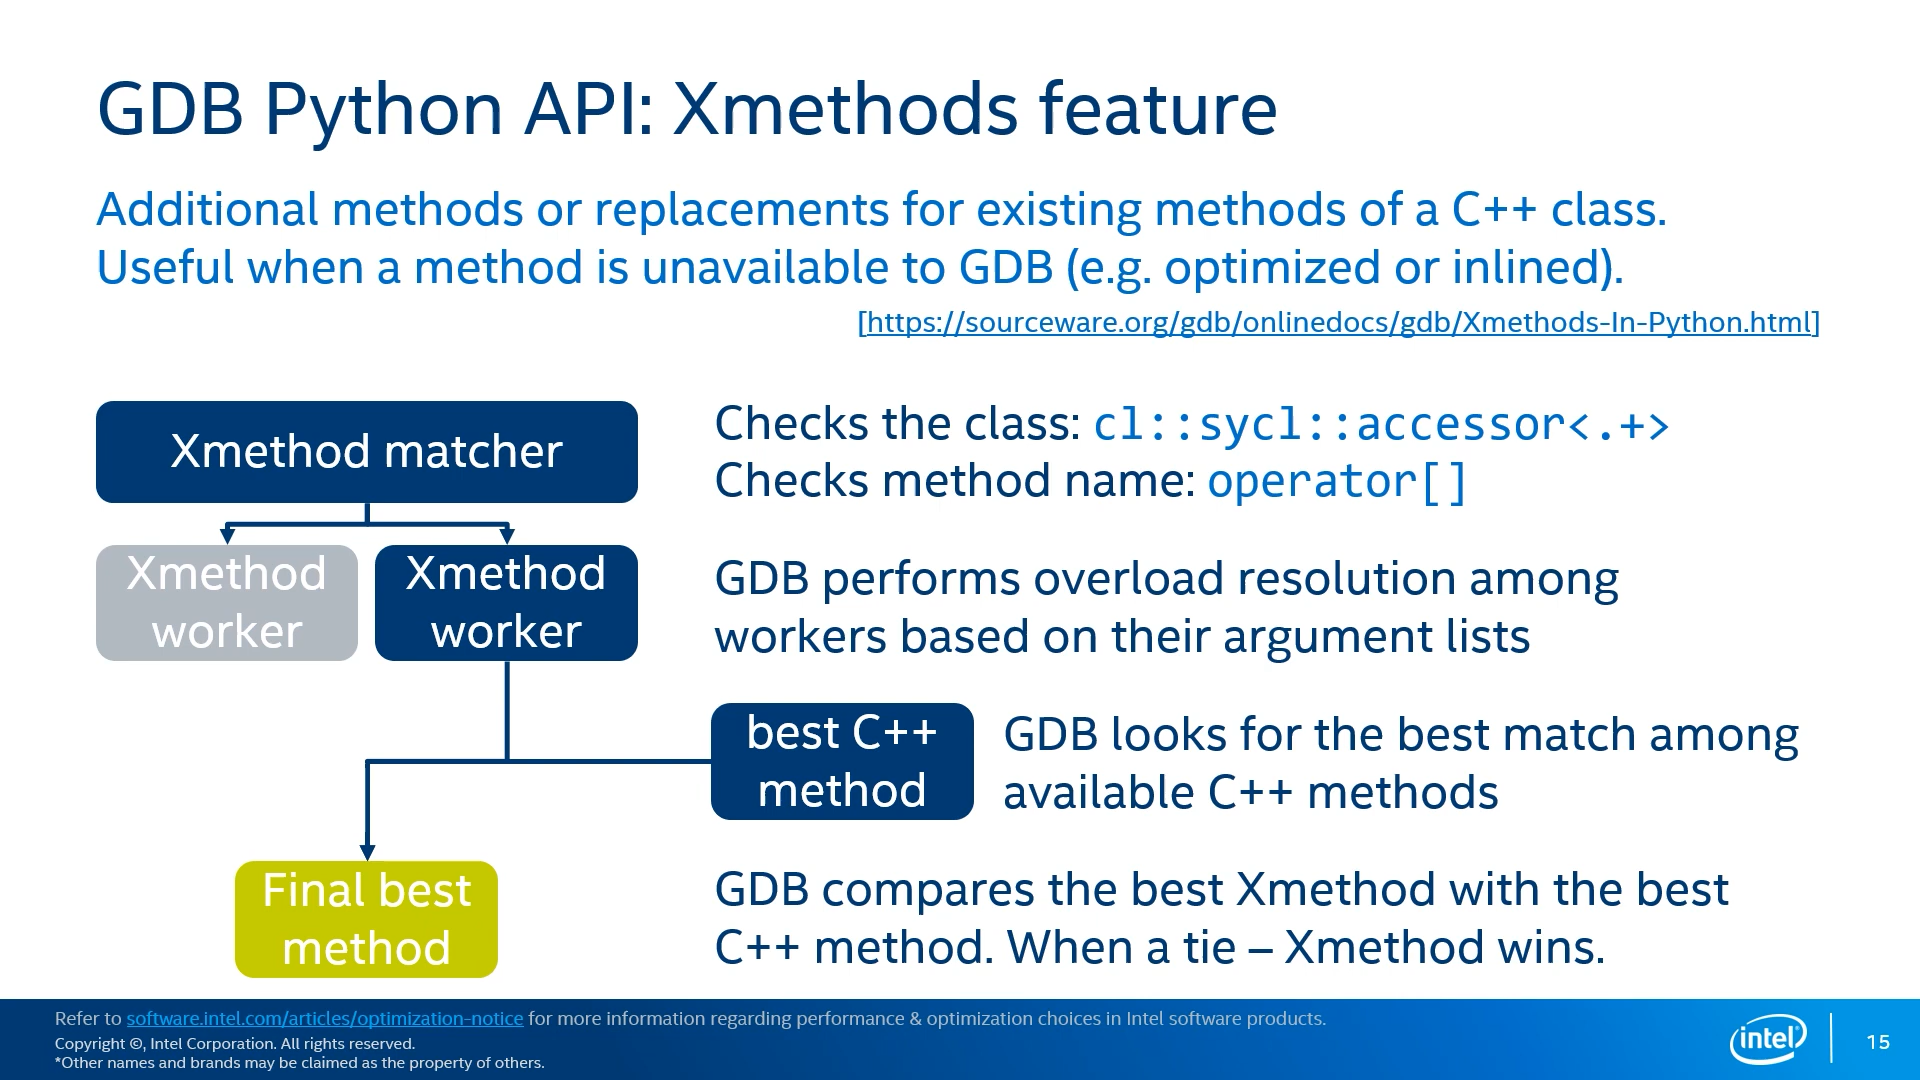 GDB Python API: Xmethods feature
Additional methods or replacements for existing methods of a C++ class.
Useful when a method is unavailable to GDB (e.g. optimized or inlined).
[https://sourceware.org/gdb/onlinedocs/gdb/Xmethods-In-Python.html]
Xmethod matcher
Checks the class: cl::sycl::accessor<.+>
Checks method name: operator[]
Xmethod
worker
Xmethod
worker
GDB performs overload resolution among
workers based on their argument lists
best C++
method
GDB looks for the best match among
available C++ methods
Final best
method
GDB compares the best Xmethod with the best
C++ method. When a tie – Xmethod wins.
Refer to software.intel.com/articles/optimization-notice for more information regarding performance & optimization choices in Intel software products.
Copyright ©, Intel Corporation. All rights reserved.
*Other names and brands may be claimed as the property of others.
intel
15